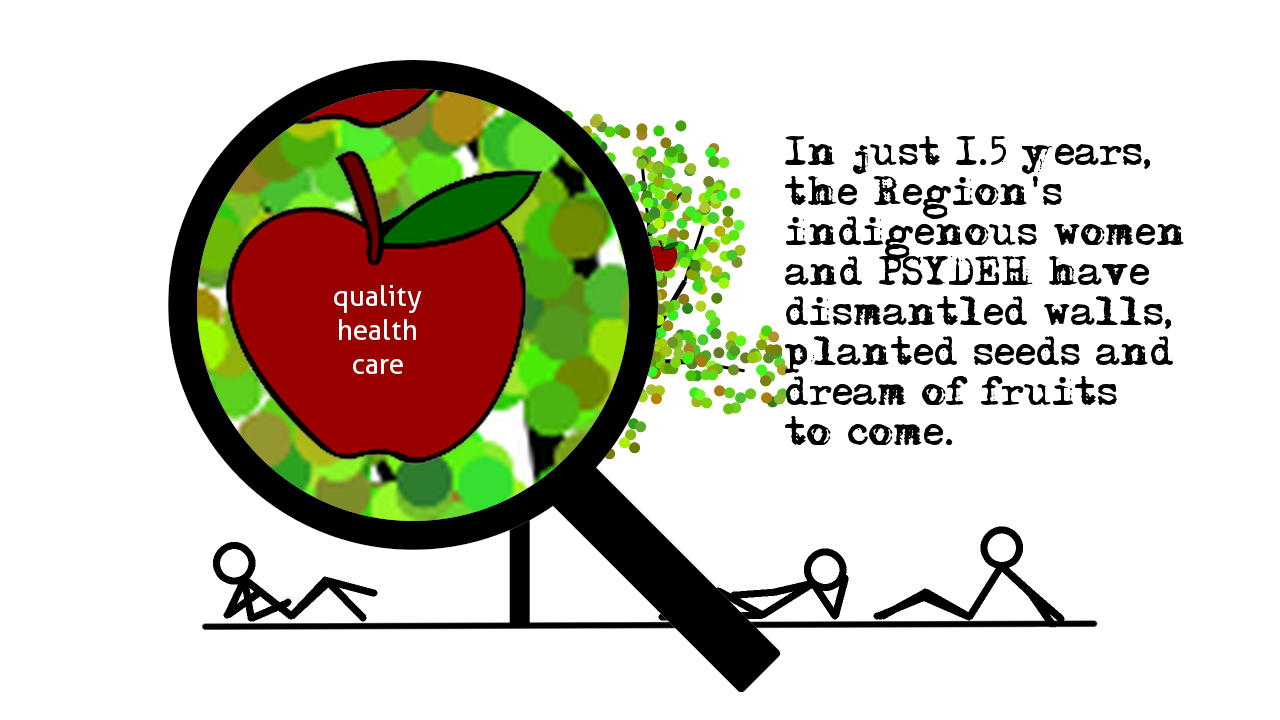 quality
health
care
In just 1.5 years,
the Region's
indigenous women
and PSYDEH have
dismantled walls,
planted seeds and
dream of fruits
to come.